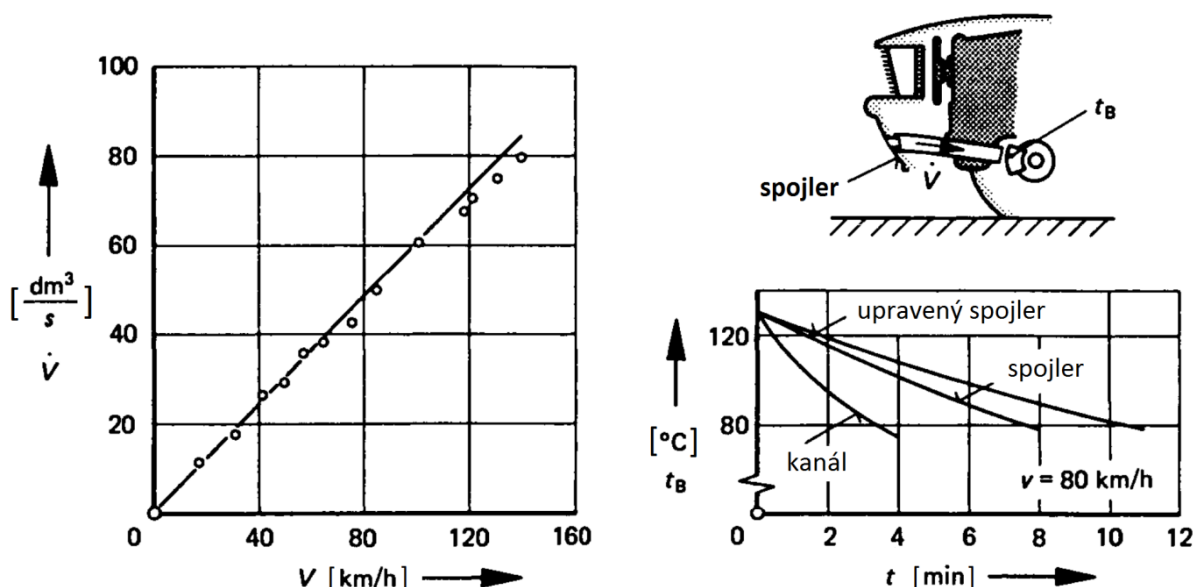 100
80
60
40
20
0
[ dm³/s ]
V̇
0 40 80 120 160
V [km/h]
spojler
V̇
t_B
120
80
[°C]
t_B
upravený spojler
spojler
kanál
v = 80 km/h
0 2 4 6 8 10 12
t [min]